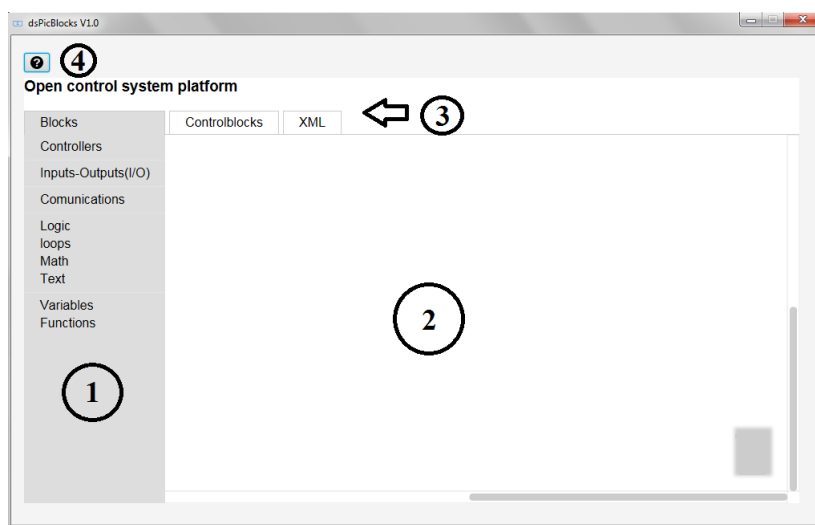 dsPicBlocks V1.0
? 4
Open control system platform
Blocks Controlblocks XML 3
Controllers
Inputs-Outputs(I/O)
Comunications
Logic
loops
Math
Text
Variables
Functions
2
1